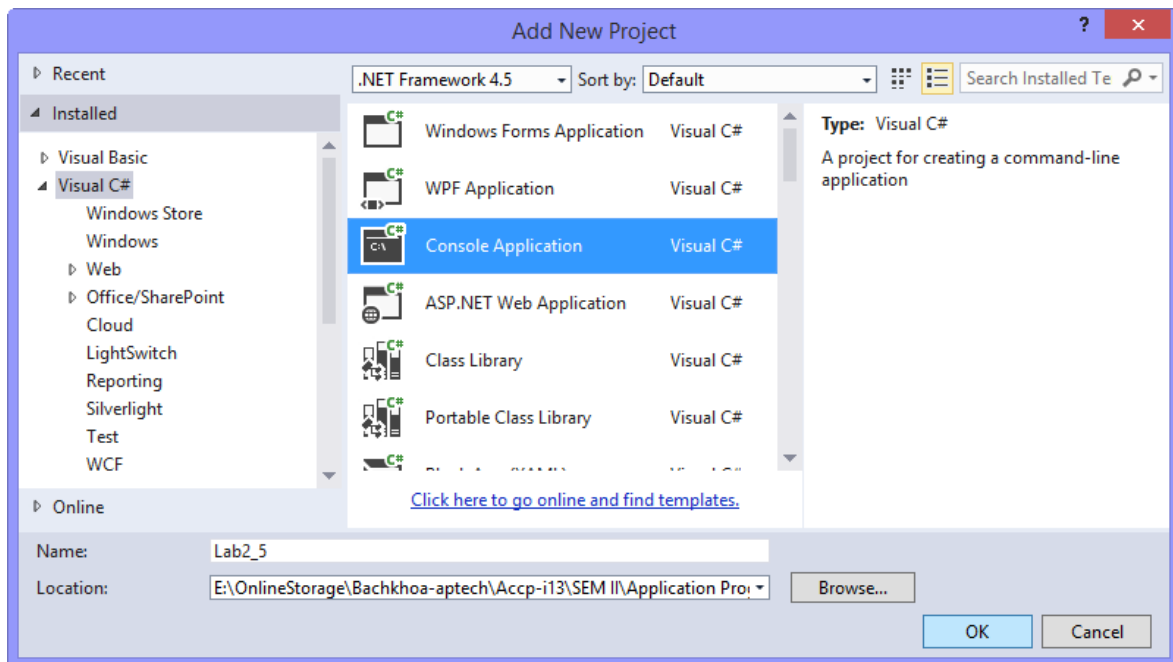 Add New Project
?
Recent
Installed
Visual Basic
Visual C#
Windows Store
Windows
Web
Office/SharePoint
Cloud
LightSwitch
Reporting
Silverlight
Test
WCF
Online
.NET Framework 4.5 Sort by: Default
Search Installed Te
C# Windows Forms Application Visual C#
C# WPF Application Visual C#
C# C:\ Console Application Visual C#
C# ASP.NET Web Application Visual C#
C# Class Library Visual C#
C# Portable Class Library Visual C#
C#
Click here to go online and find templates.
Type: Visual C#
A project for creating a command-line
application
Name: Lab2_5
Location: E:\OnlineStorage\Bachkhoa-aptech\Accp-i13\SEM II\Application Pro
Browse...
OK Cancel